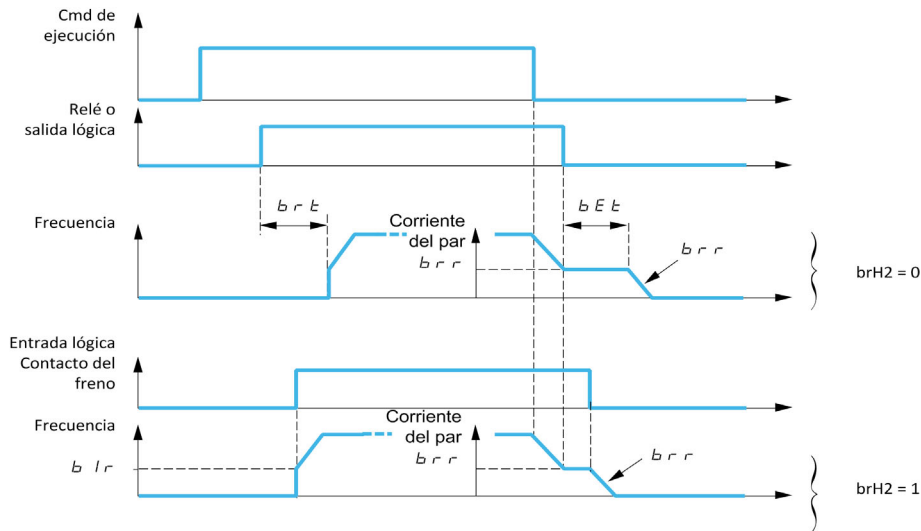 Cmd de
ejecución
Relé o
salida lógica
b r t
b E t
Frecuencia
Corriente
del par
b r r
b r r
brH2 = 0
Entrada lógica
Contacto del
freno
Frecuencia
Corriente
del par
b I r
b r r
b r r
brH2 = 1